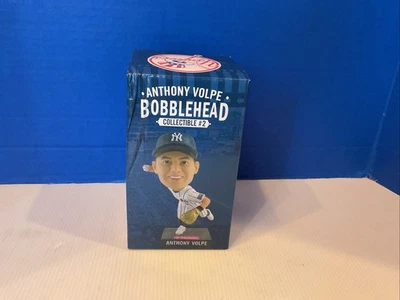 ANTHONY VOLPE
BOBBLEHEAD
COLLECTIBLE #2
NY
ANTHONY VOLPE